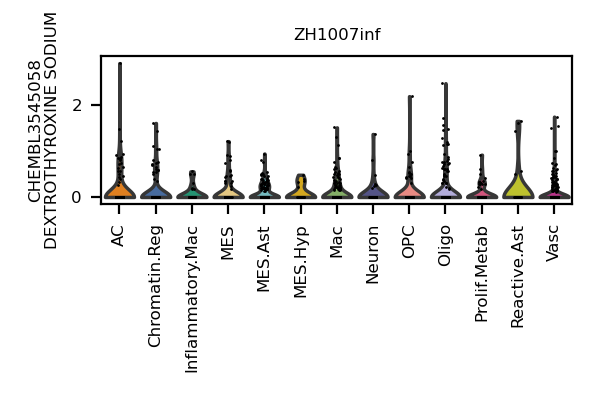 ZH1007inf
CHEMBL3545058
DEXTROTHYROXINE SODIUM
2
0
AC
Chromatin.Reg
Inflammatory.Mac
MES
MES.Ast
MES.Hyp
Mac
Neuron
OPC
Oligo
Prolif.Metab
Reactive.Ast
Vasc